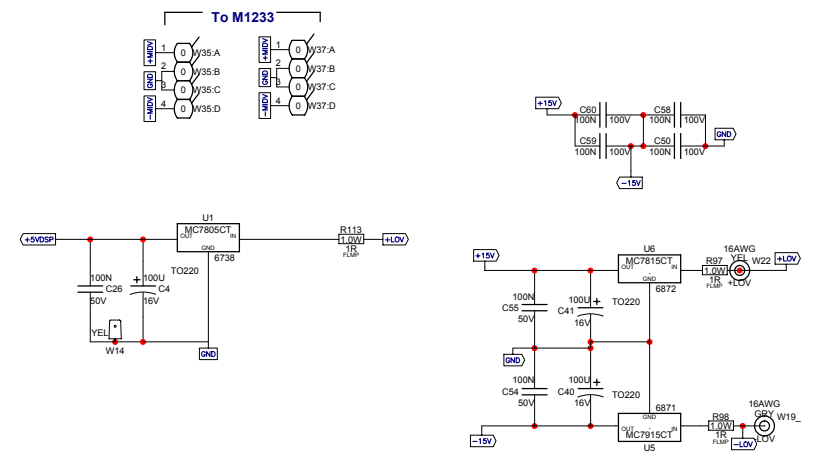 To M1233
+MIDV
GND
−MIDV
1
2
3
4
0
0
0
0
W35:A
W35:B
W35:C
W35:D
+MIDV
GND
−MIDV
1
2
3
4
0
0
0
0
W37:A
W37:B
W37:C
W37:D
+15V
C60
100N
100V
C58
100N
100V
GND
C59
100N
100V
C50
100N
100V
−15V
U1
MC7805CT
OUT
IN
GND
6738
TO220
+5VDSP
R113
1.0W
1R
FLMP
+LOV
100N
C26
50V
+
100U
C4
16V
YEL
W14
GND
+15V
U6
MC7815CT
OUT
IN
GND
6872
TO220
R97
1.0W
1R
FLMP
16AWG
YEL
W22
+LOV
+LOV
100N
C55
50V
100U
+
C41
16V
GND
100N
C54
50V
100U
+
C40
16V
TO220
6871
GND
OUT
IN
MC7915CT
U5
−15V
R98
1.0W
1R
FLMP
16AWG
GRY
W19_
−LOV
LOV